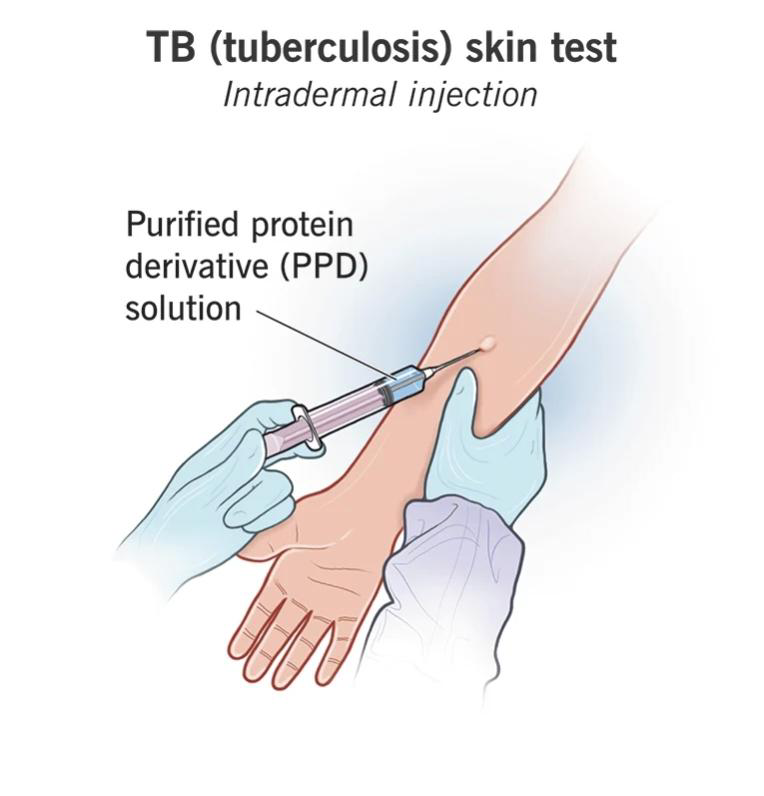 TB (tuberculosis) skin test
Intradermal injection
Purified protein
derivative (PPD)
solution